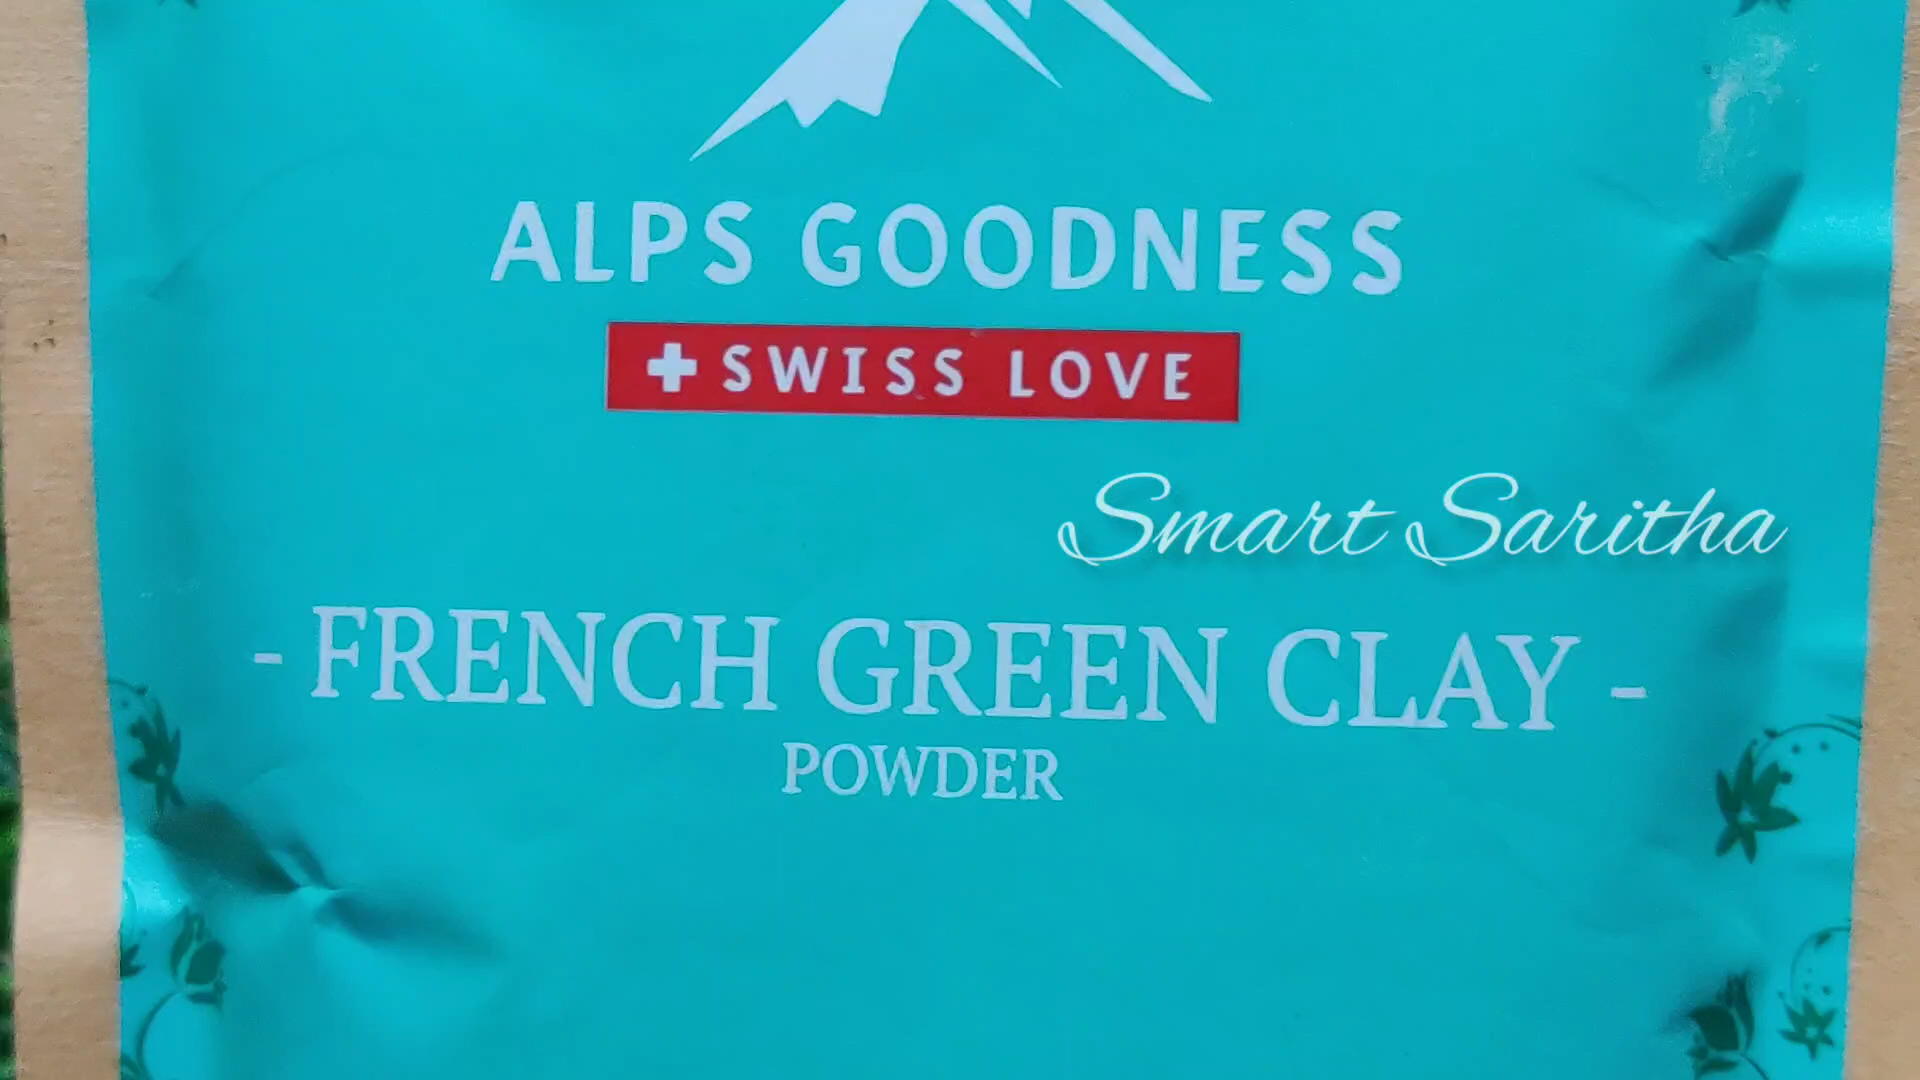 ALPS GOODNESS
+ SWISS LOVE
Smart Saritha
- FRENCH GREEN CLAY -
POWDER